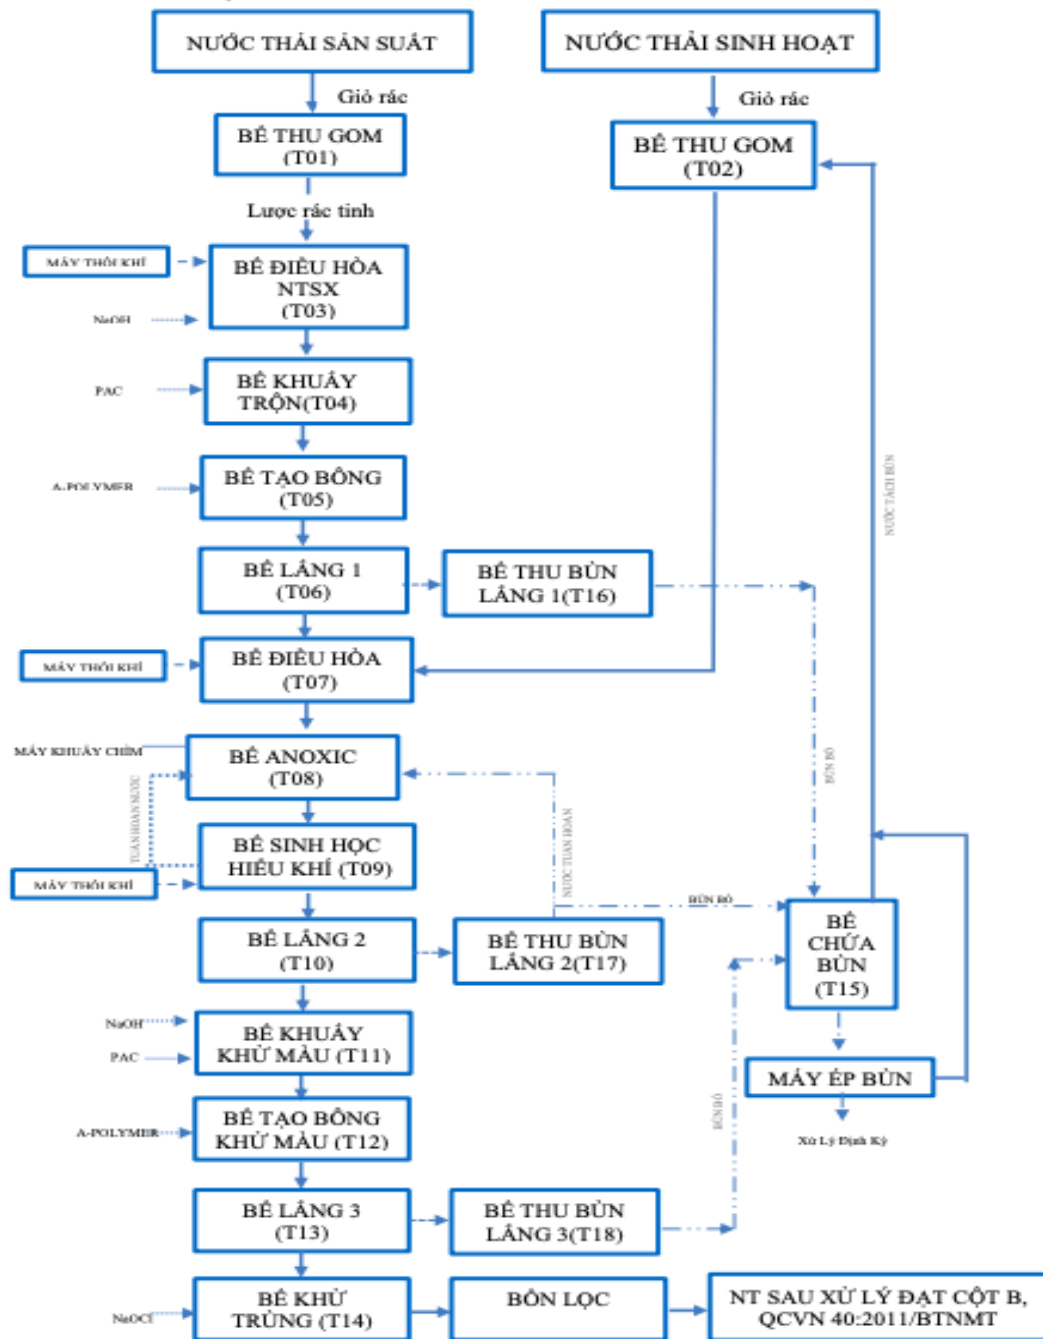 NƯỚC THẢI SẢN SUẤT
NƯỚC THẢI SINH HOẠT
Giỏ rác
Giỏ rác
BỂ THU GOM
(T01)
BỂ THU GOM
(T02)
Lược rác tinh
MÁY THỔI KHÍ
BỂ ĐIỀU HÒA
NTSX
(T03)
NaOH
PAC
BỂ KHUẤY
TRỘN(T04)
A-POLYMER
BỂ TẠO BÔNG
(T05)
NƯỚC TÁCH BÙN
BỂ LẮNG 1
(T06)
BỂ THU BÙN
LẮNG 1(T16)
MÁY THỔI KHÍ
BỂ ĐIỀU HÒA
(T07)
MÁY KHUẤY CHÌM
BỂ ANOXIC
(T08)
BÙN BỎ
TUẦN HOÀN NƯỚC
BỂ SINH HỌC
HIẾU KHÍ (T09)
NƯỚC TUẦN HOÀN
MÁY THỔI KHÍ
BÙN BỎ
BỂ LẮNG 2
(T10)
BỂ THU BÙN
LẮNG 2(T17)
BỂ
CHỨA
BÙN
(T15)
NaOH
PAC
BỂ KHUẤY
KHỬ MÀU (T11)
MÁY ÉP BÙN
A-POLYMER
BỂ TẠO BÔNG
KHỬ MÀU (T12)
BÙN BỎ
Xử Lý Định Kỳ
BỂ LẮNG 3
(T13)
BỂ THU BÙN
LẮNG 3(T18)
NaOCl
BỂ KHỬ
TRÙNG (T14)
BỒN LỌC
NT SAU XỬ LÝ ĐẠT CỘT B,
QCVN 40:2011/BTNMT